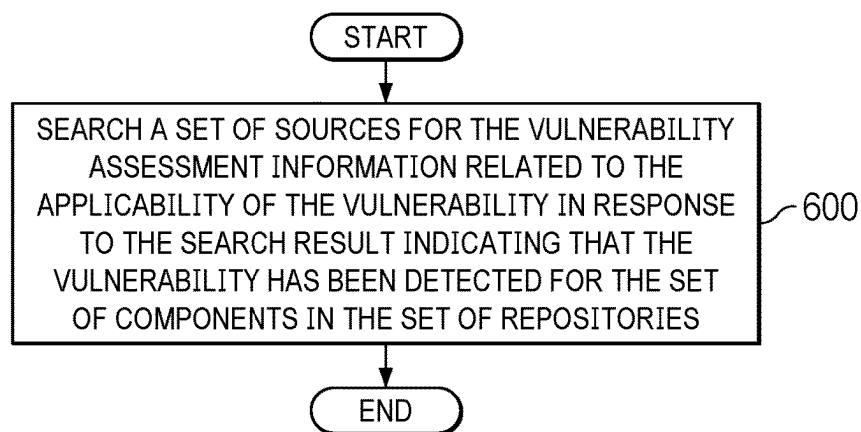 START
SEARCH A SET OF SOURCES FOR THE VULNERABILITY
ASSESSMENT INFORMATION RELATED TO THE
APPLICABILITY OF THE VULNERABILITY IN RESPONSE
TO THE SEARCH RESULT INDICATING THAT THE
VULNERABILITY HAS BEEN DETECTED FOR THE SET
OF COMPONENTS IN THE SET OF REPOSITORIES
600
END